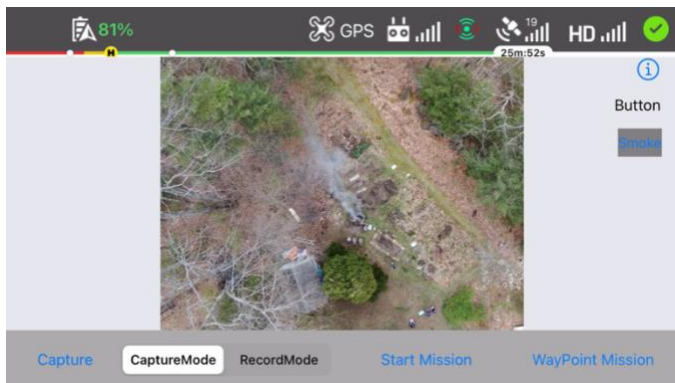 81%
GPS
19
HD
H
25m:52s
Button
Smoke
Capture
CaptureMode
RecordMode
Start Mission
WayPoint Mission